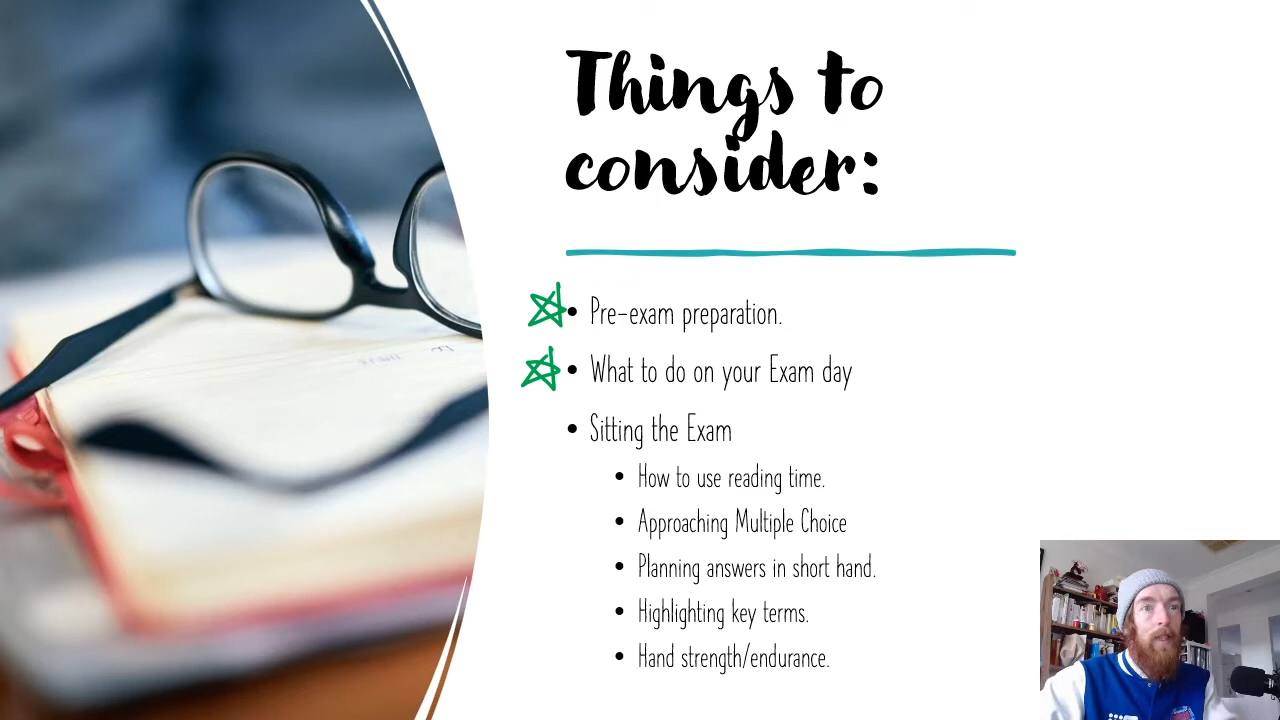 Things to
consider:
Pre-exam preparation.
What to do on your Exam day
Sitting the Exam
How to use reading time.
Approaching Multiple Choice
Planning answers in short hand.
Highlighting key terms.
Hand strength/endurance.